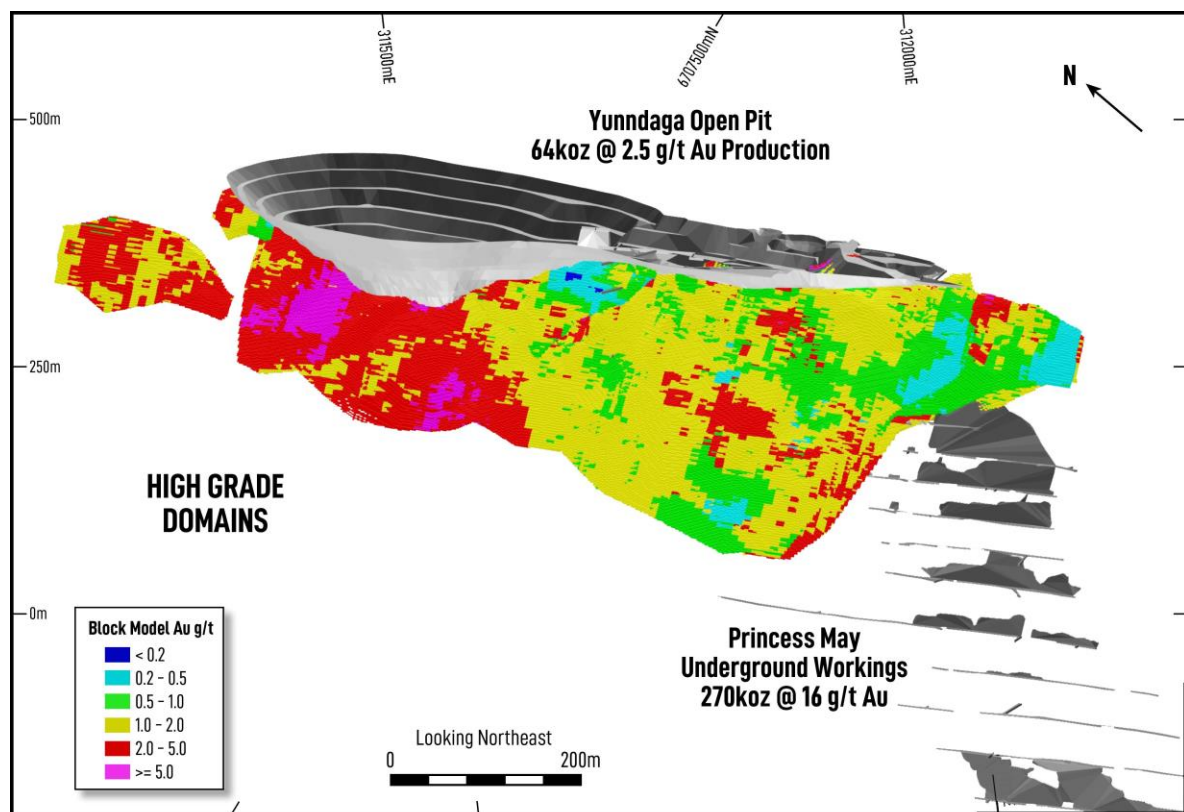 311500mE
6707500mN
312000mE
N
500m
Yunndaga Open Pit
64koz @ 2.5 g/t Au Production
250m
HIGH GRADE
DOMAINS
0m
Block Model Au g/t
< 0.2
0.2 – 0.5
0.5 – 1.0
1.0 – 2.0
2.0 – 5.0
>= 5.0
Princess May
Underground Workings
270koz @ 16 g/t Au
Looking Northeast
0 200m